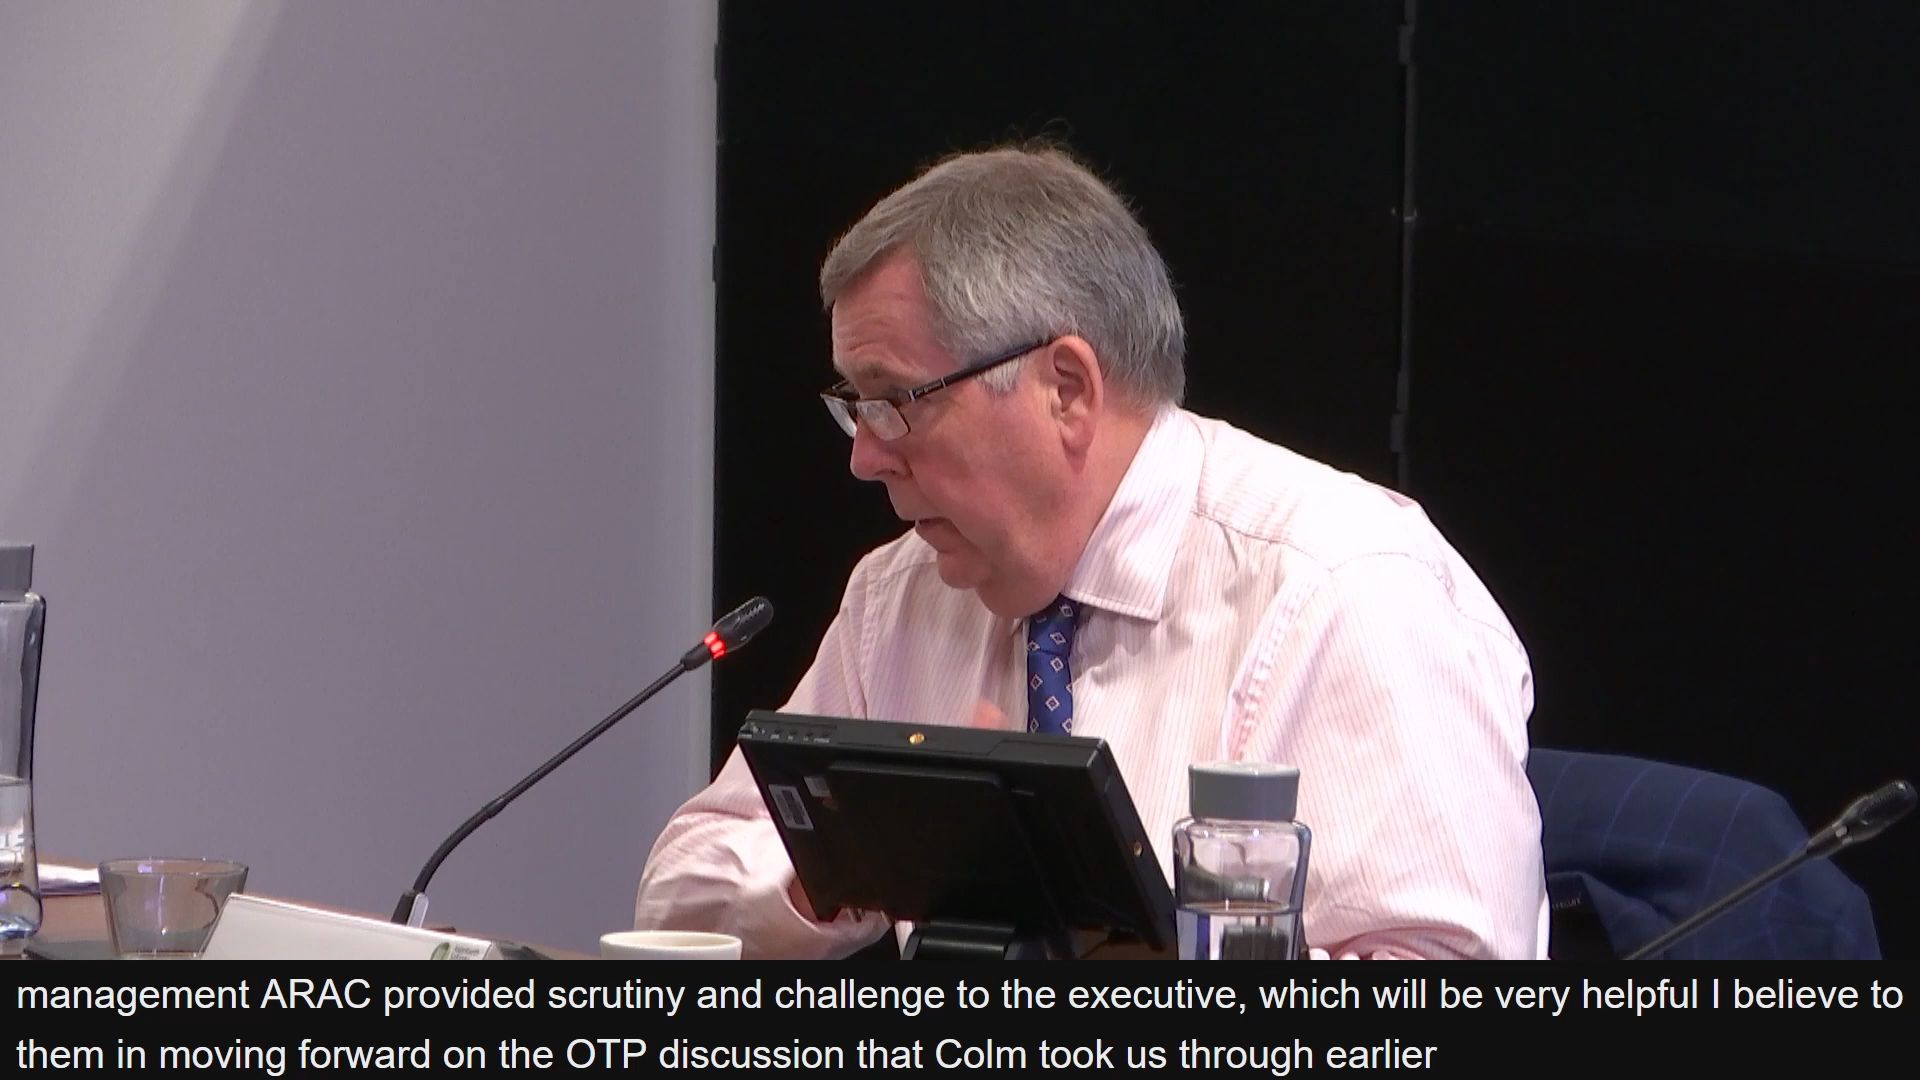 management ARAC provided scrutiny and challenge to the executive, which will be very helpful I believe to
them in moving forward on the OTP discussion that Colm took us through earlier